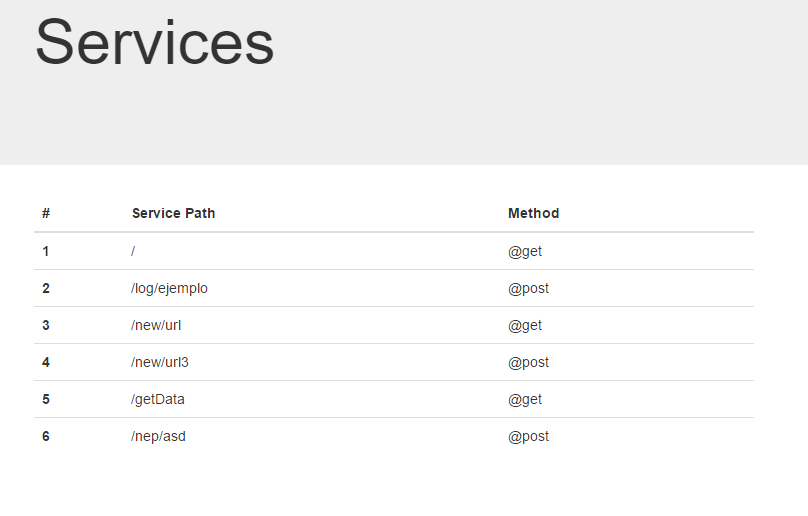 Services
# Service Path Method
1 / @get
2 /log/ejemplo @post
3 /new/url @get
4 /new/url3 @post
5 /getData @get
6 /nep/asd @post